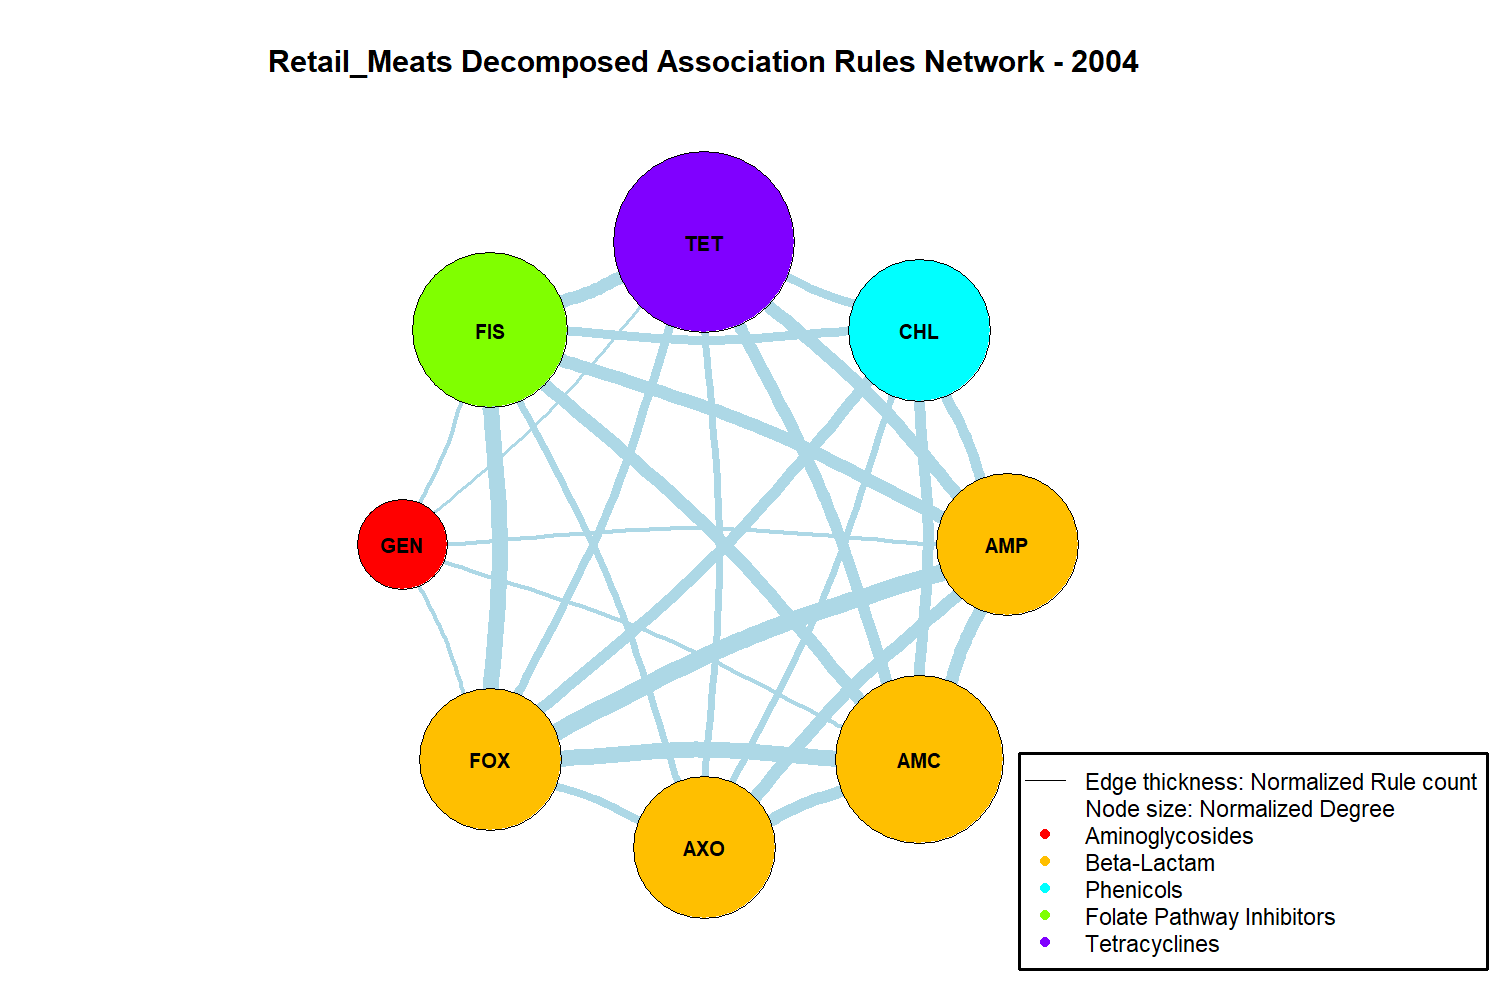 Retail_Meats Decomposed Association Rules Network - 2004
TET
FIS
CHL
GEN
AMP
FOX
AMC
AXO
Edge thickness: Normalized Rule count
Node size: Normalized Degree
Aminoglycosides
Beta-Lactam
Phenicols
Folate Pathway Inhibitors
Tetracyclines